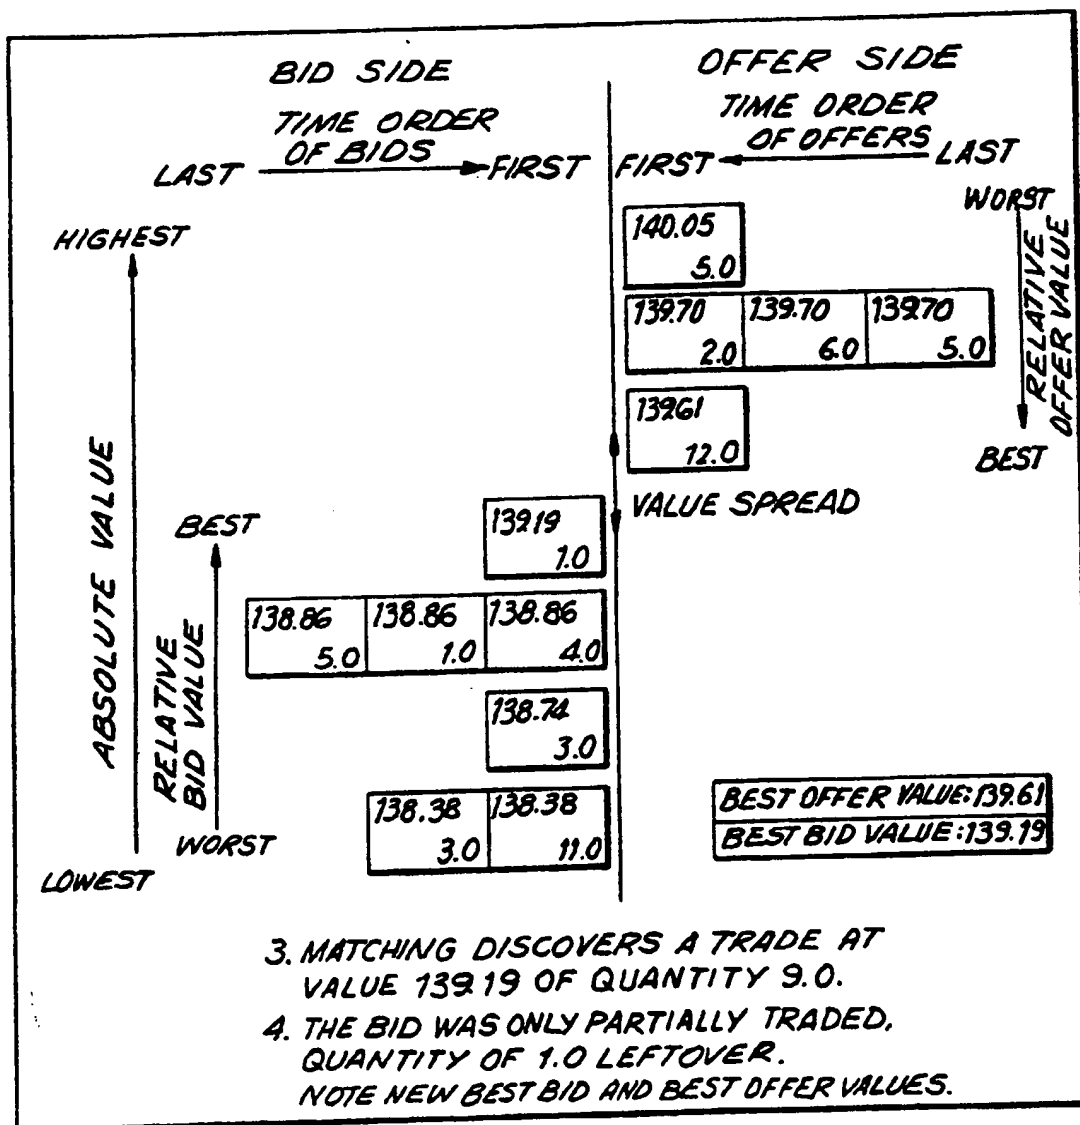 BID SIDE
OFFER SIDE
TIME ORDER
OF BIDS
TIME ORDER
OF OFFERS
LAST FIRST
FIRST LAST
HIGHEST
WORST
RELATIVE
OFFER VALUE
BEST
140.05
5.0
139.70 139.70 139.70
2.0 6.0 5.0
139.61
12.0
VALUE SPREAD
ABSOLUTE VALUE
BEST
RELATIVE
BID VALUE
139.19
1.0
138.86 138.86 138.86
5.0 1.0 4.0
138.74
3.0
138.38 138.38
3.0 11.0
WORST
LOWEST
BEST OFFER VALUE:139.61
BEST BID VALUE:139.19
3. MATCHING DISCOVERS A TRADE AT
VALUE 139.19 OF QUANTITY 9.0.
4. THE BID WAS ONLY PARTIALLY TRADED,
QUANTITY OF 1.0 LEFTOVER.
NOTE NEW BEST BID AND BEST OFFER VALUES.